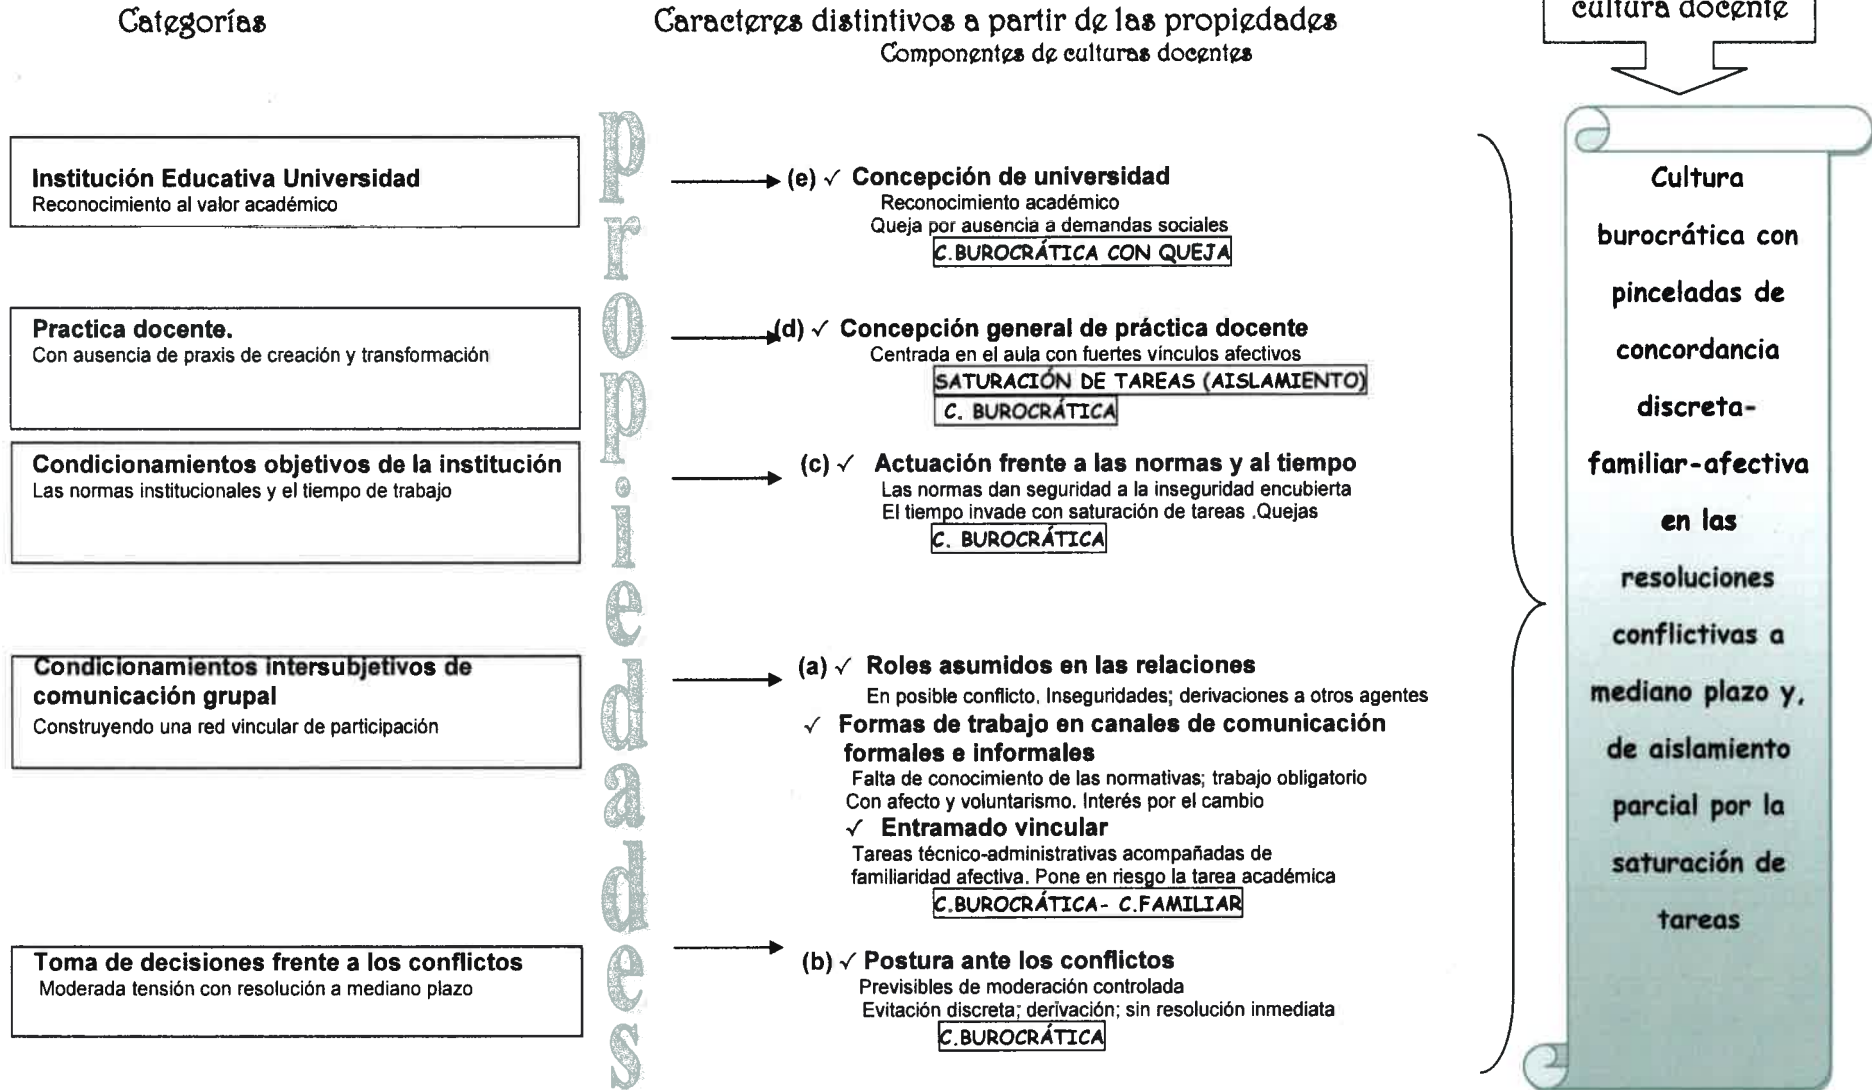 Categorías
Caracteres distintivos a partir de las propiedades
Componentes de culturas docentes
cultura docente
propiedades
Institución Educativa Universidad
Reconocimiento al valor académico
(e) ✓ Concepción de universidad
Reconocimiento académico
Queja por ausencia a demandas sociales
C.BUROCRÁTICA CON QUEJA
Practica docente.
Con ausencia de praxis de creación y transformación
(d) ✓ Concepción general de práctica docente
Centrada en el aula con fuertes vínculos afectivos
SATURACIÓN DE TAREAS (AISLAMIENTO)
C. BUROCRÁTICA
Condicionamientos objetivos de la institución
Las normas institucionales y el tiempo de trabajo
(c) ✓ Actuación frente a las normas y al tiempo
Las normas dan seguridad a la inseguridad encubierta
El tiempo invade con saturación de tareas .Quejas
C. BUROCRÁTICA
Condicionamientos intersubjetivos de
comunicación grupal
Construyendo una red vincular de participación
(a) ✓ Roles asumidos en las relaciones
En posible conflicto. Inseguridades; derivaciones a otros agentes
✓ Formas de trabajo en canales de comunicación
formales e informales
Falta de conocimiento de las normativas; trabajo obligatorio
Con afecto y voluntarismo. Interés por el cambio
✓ Entramado vincular
Tareas técnico-administrativas acompañadas de
familiaridad afectiva. Pone en riesgo la tarea académica
C.BUROCRÁTICA- C.FAMILIAR
Toma de decisiones frente a los conflictos
Moderada tensión con resolución a mediano plazo
(b) ✓ Postura ante los conflictos
Previsibles de moderación controlada
Evitación discreta; derivación; sin resolución inmediata
C.BUROCRÁTICA
Cultura
burocrática con
pinceladas de
concordancia
discreta-
familiar-afectiva
en las
resoluciones
conflictivas a
mediano plazo y,
de aislamiento
parcial por la
saturación de
tareas